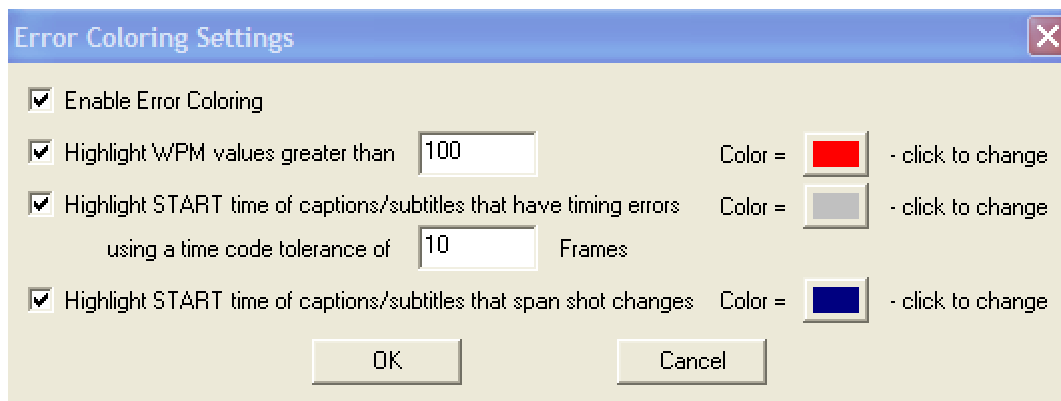 Error Coloring Settings
Enable Error Coloring
Highlight WPM values greater than 100 Color = - click to change
Highlight START time of captions/subtitles that have timing errors Color = - click to change
using a time code tolerance of 10 Frames
Highlight START time of captions/subtitles that span shot changes Color = - click to change
OK Cancel